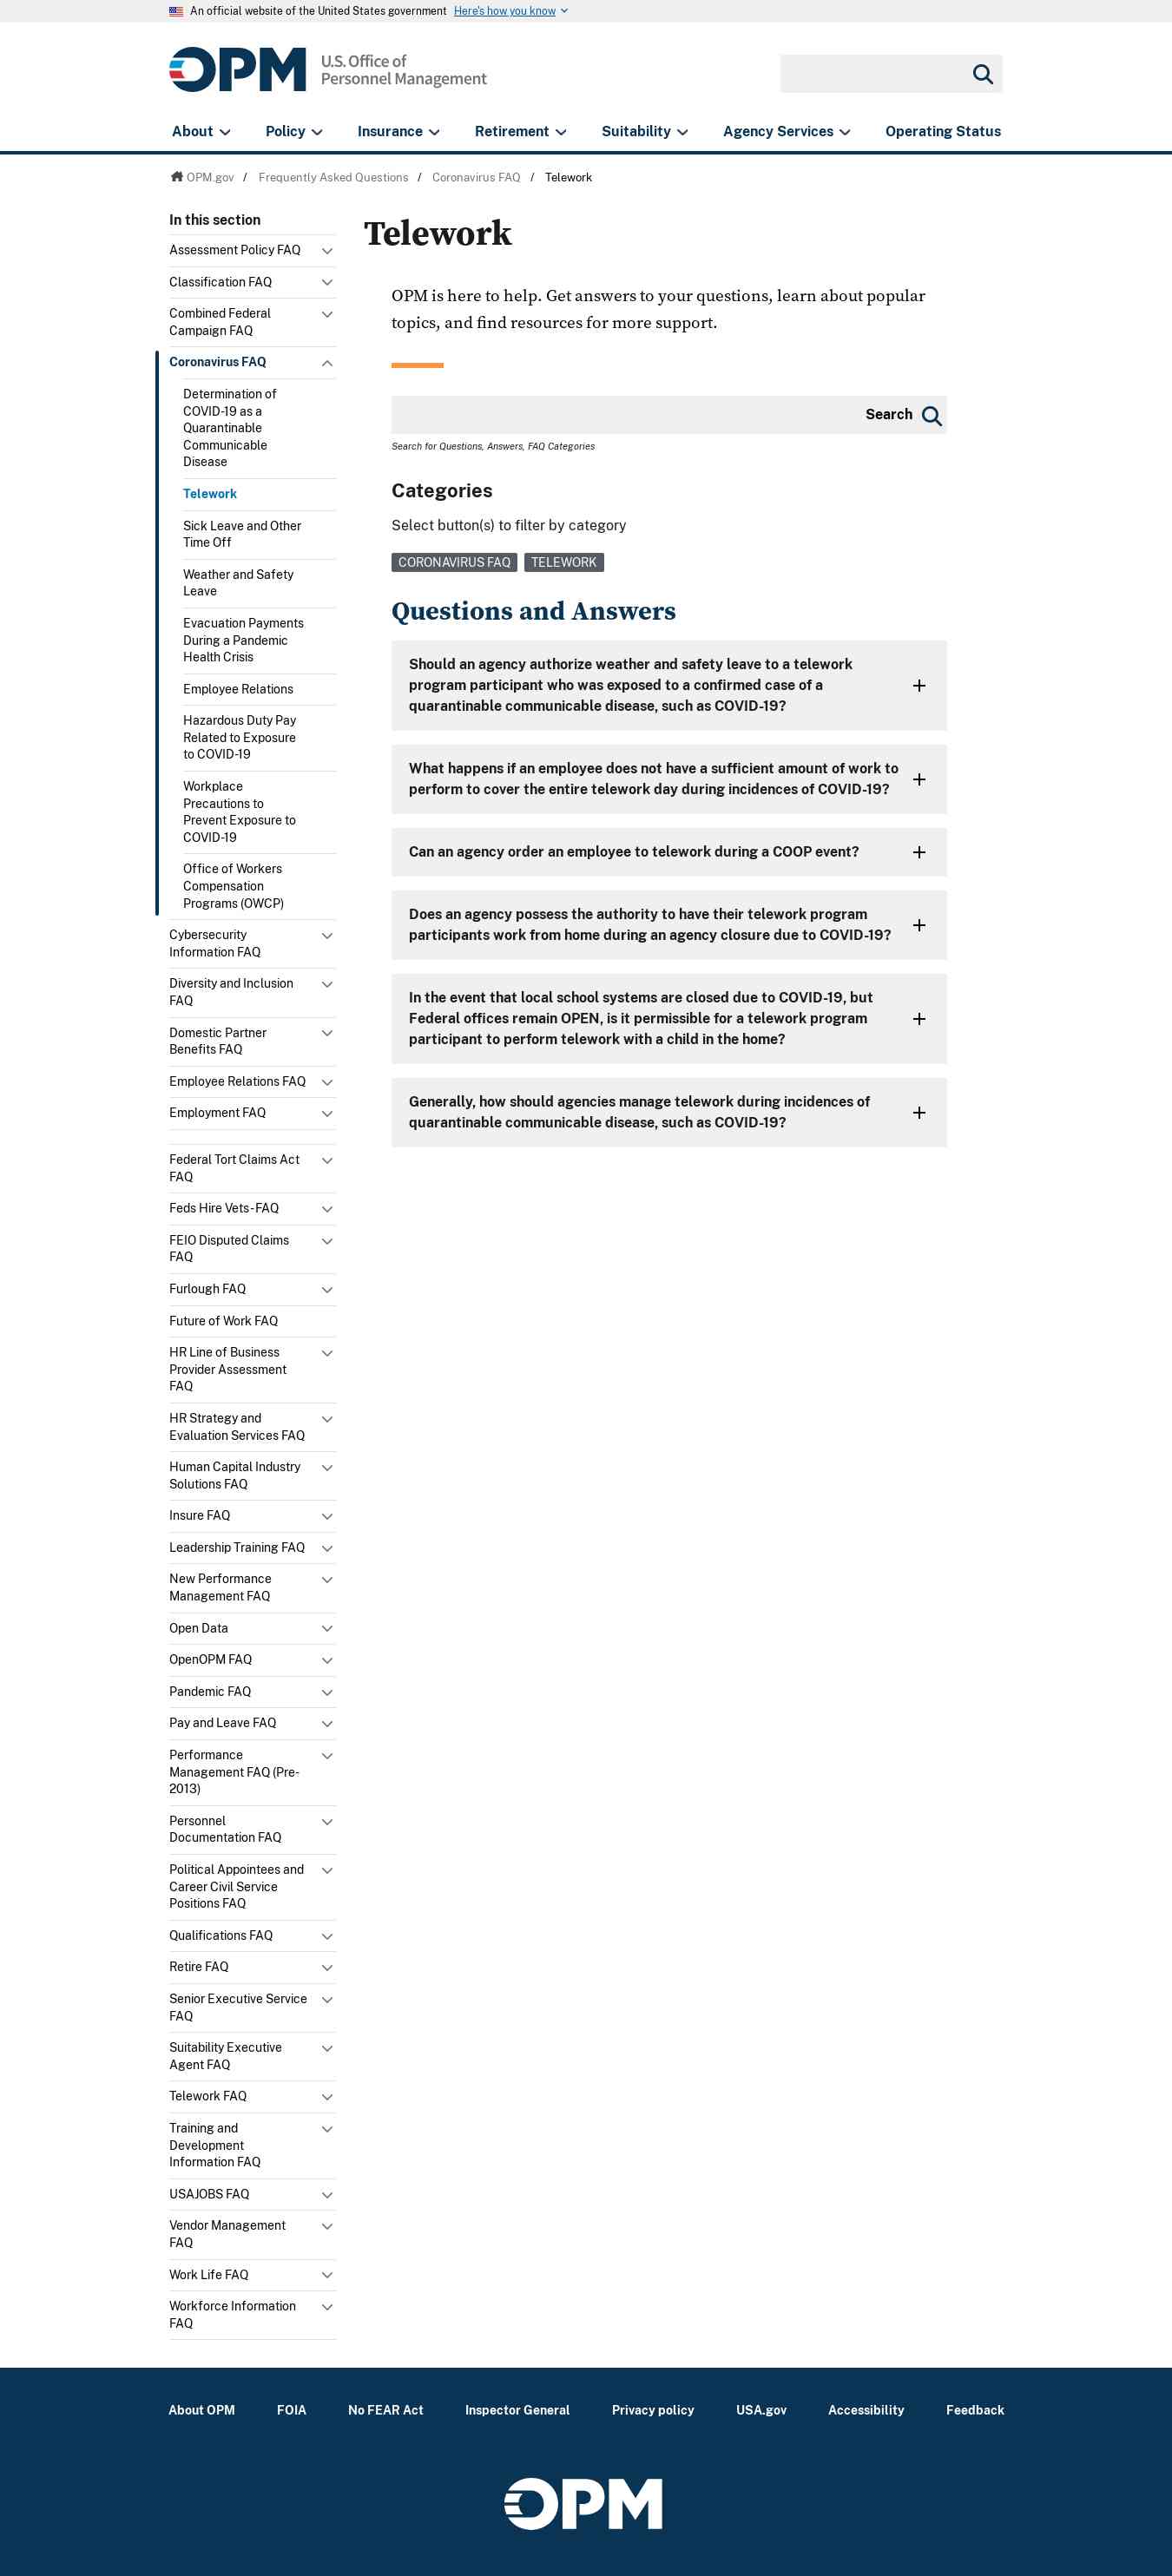 An official website of the United States government Here's how you know
OPM U.S. Office of
Personnel Management
About Policy Insurance Retirement Suitability Agency Services Operating Status
OPM.gov / Frequently Asked Questions / Coronavirus FAQ / Telework
In this section
Assessment Policy FAQ
Classification FAQ
Combined Federal
Campaign FAQ
Coronavirus FAQ
Determination of
COVID-19 as a
Quarantinable
Communicable
Disease
Telework
Sick Leave and Other
Time Off
Weather and Safety
Leave
Evacuation Payments
During a Pandemic
Health Crisis
Employee Relations
Hazardous Duty Pay
Related to Exposure
to COVID-19
Workplace
Precautions to
Prevent Exposure to
COVID-19
Office of Workers
Compensation
Programs (OWCP)
Cybersecurity
Information FAQ
Diversity and Inclusion
FAQ
Domestic Partner
Benefits FAQ
Employee Relations FAQ
Employment FAQ
Federal Tort Claims Act
FAQ
Feds Hire Vets-FAQ
FEIO Disputed Claims
FAQ
Furlough FAQ
Future of Work FAQ
HR Line of Business
Provider Assessment
FAQ
HR Strategy and
Evaluation Services FAQ
Human Capital Industry
Solutions FAQ
Insure FAQ
Leadership Training FAQ
New Performance
Management FAQ
Open Data
OpenOPM FAQ
Pandemic FAQ
Pay and Leave FAQ
Performance
Management FAQ (Pre-
2013)
Personnel
Documentation FAQ
Political Appointees and
Career Civil Service
Positions FAQ
Qualifications FAQ
Retire FAQ
Senior Executive Service
FAQ
Suitability Executive
Agent FAQ
Telework FAQ
Training and
Development
Information FAQ
USAJOBS FAQ
Vendor Management
FAQ
Work Life FAQ
Workforce Information
FAQ
Telework
OPM is here to help. Get answers to your questions, learn about popular
topics, and find resources for more support.
Search
Search for Questions, Answers, FAQ Categories
Categories
Select button(s) to filter by category
CORONAVIRUS FAQ TELEWORK
Questions and Answers
Should an agency authorize weather and safety leave to a telework
program participant who was exposed to a confirmed case of a
quarantinable communicable disease, such as COVID-19?
What happens if an employee does not have a sufficient amount of work to
perform to cover the entire telework day during incidences of COVID-19?
Can an agency order an employee to telework during a COOP event?
Does an agency possess the authority to have their telework program
participants work from home during an agency closure due to COVID-19?
In the event that local school systems are closed due to COVID-19, but
Federal offices remain OPEN, is it permissible for a telework program
participant to perform telework with a child in the home?
Generally, how should agencies manage telework during incidences of
quarantinable communicable disease, such as COVID-19?
About OPM FOIA No FEAR Act Inspector General Privacy policy USA.gov Accessibility Feedback
OPM